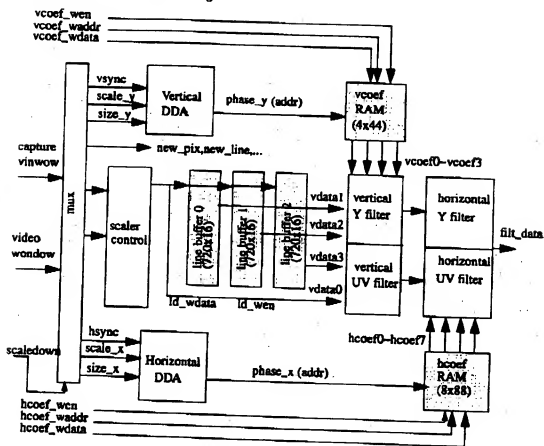 vcoef_wen
vcoef_waddr
vcoef_wdata
vsync
scale_y
size_y
Vertical
DDA
phase_y (addr)
vcoef
RAM
(4x44)
capture
vinwow
new_pix,new_line,...
vcoef0-vcoef3
mux
scaler
control
line buffer 0
(720x16)
line buffer 1
(720x16)
line buffer 2
(720x16)
vdata1
vdata2
vdata3
vdata0
vertical
Y filter
horizontal
Y filter
filt_data
video
wondow
vertical
UV filter
horizontal
UV filter
ld_wdata
ld_wen
hsync
scale_x
size_x
Horizontal
DDA
phase_x (addr)
hcoef0-hcoef7
hcoef
RAM
(8x88)
scaledown
hcoef_wen
hcoef_waddr
hcoef_wdata